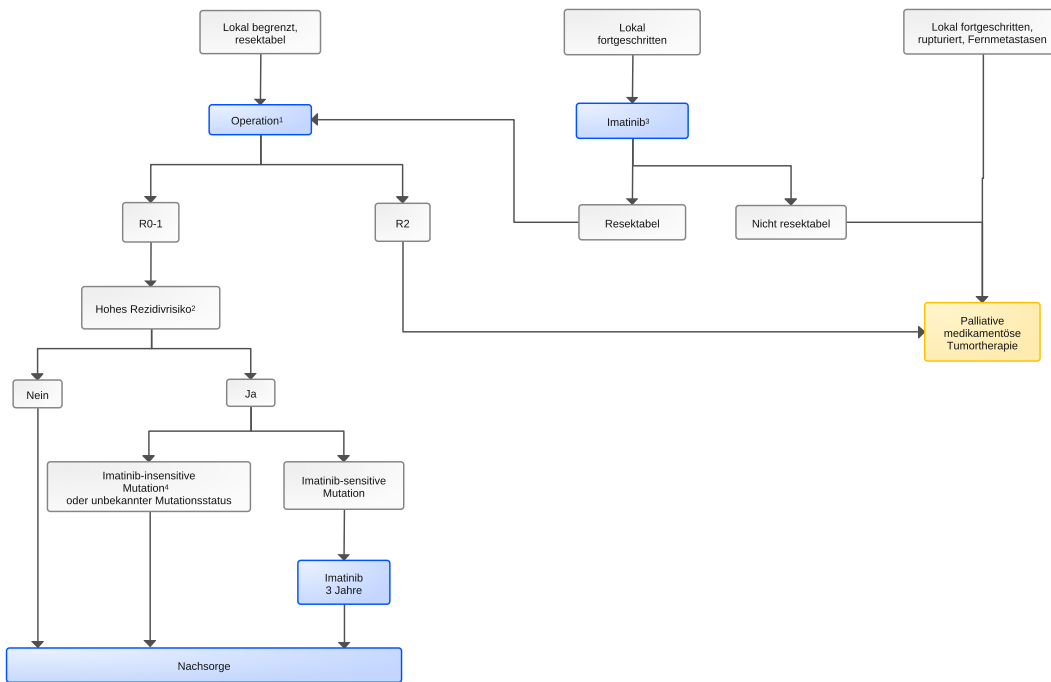 Lokal begrenzt,
resektabel
Lokal
fortgeschritten
Lokal fortgeschritten,
rupturiert, Fernmetastasen
Operation¹
Imatinib³
R0-1
R2
Resektabel
Nicht resektabel
Hohes Rezidivrisiko²
Palliative
medikamentöse
Tumortherapie
Nein
Ja
Imatinib-insensitive
Mutation⁴
oder unbekannter Mutationsstatus
Imatinib-sensitive
Mutation
Imatinib
3 Jahre
Nachsorge